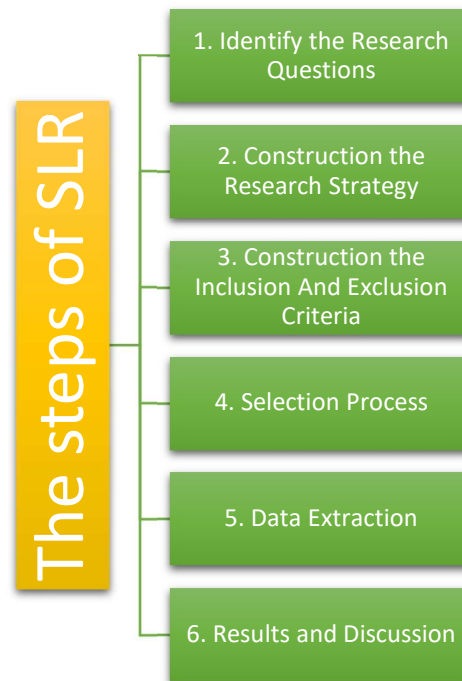 The steps of SLR
1. Identify the Research
Questions
2. Construction the
Research Strategy
3. Construction the
Inclusion And Exclusion
Criteria
4. Selection Process
5. Data Extraction
6. Results and Discussion